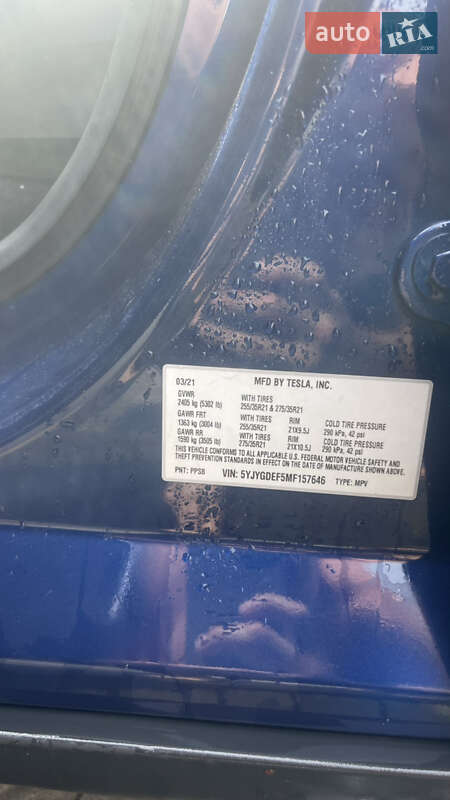 auto RIA .com
03/21 MFD BY TESLA, INC.
GVWR WITH TIRES
2405 kg (5302 lb) 255/35R21 & 275/35R21
GAWR FRT WITH TIRES RIM COLD TIRE PRESSURE
1363 kg (3004 lb) 255/35R21 21X9.5J 290 kPa, 42 psi
GAWR RR WITH TIRES RIM COLD TIRE PRESSURE
1590 kg (3505 lb) 275/35R21 21X10.5J 290 kPa, 42 psi
THIS VEHICLE CONFORMS TO ALL APPLICABLE U.S. FEDERAL MOTOR VEHICLE SAFETY AND
THEFT PREVENTION STANDARDS IN EFFECT ON THE DATE OF MANUFACTURE SHOWN ABOVE.
PNT: PPSB VIN: 5YJYGDEF5MF157646 TYPE: MPV